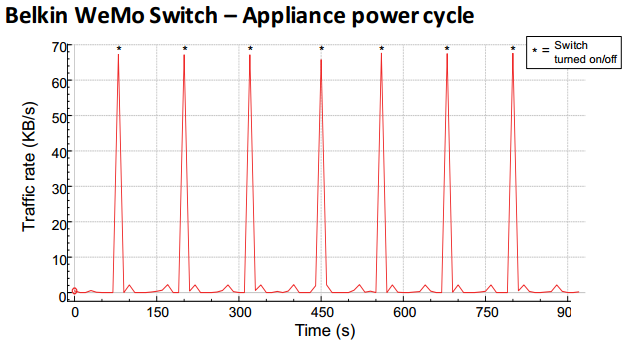 Belkin WeMo Switch – Appliance power cycle
* = Switch
turned on/off
* * * * * * *
70
60
50
40
30
20
10
0
Traffic rate (KB/s)
0 150 300 450 600 750 90
Time (s)